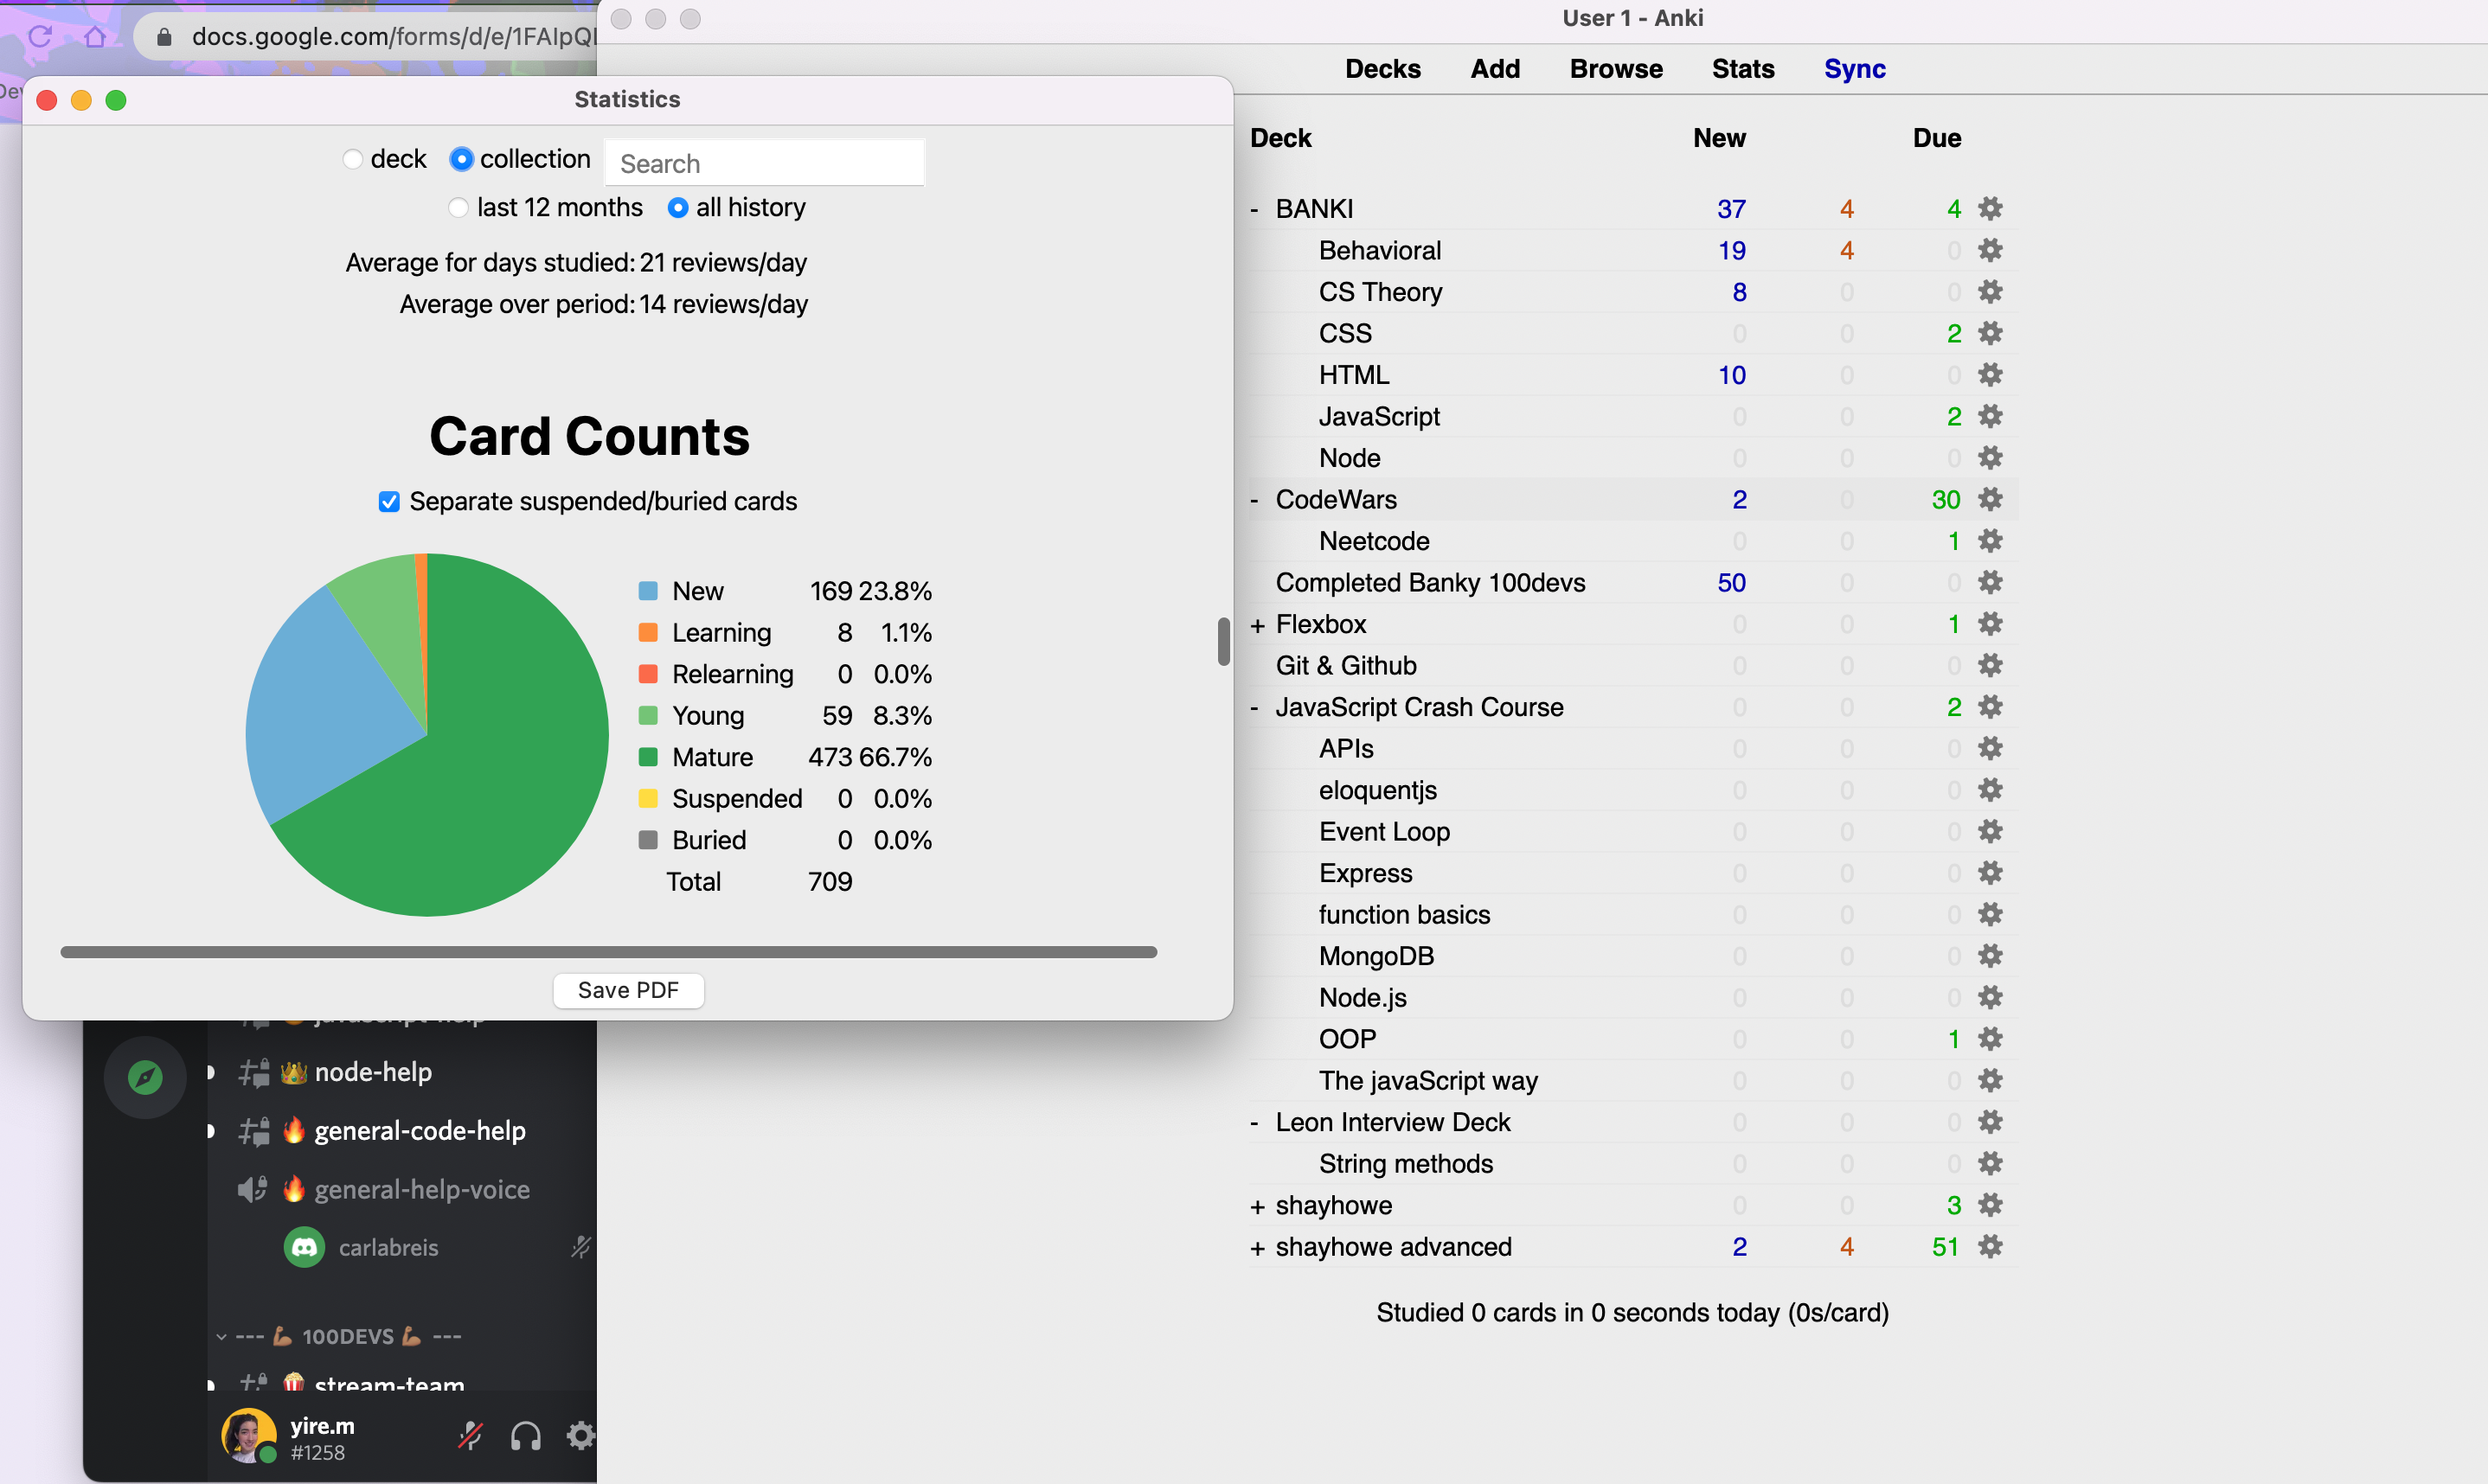 docs.google.com/forms/d/e/1FAIpQL
User 1 - Anki
Decks Add Browse Stats Sync
Statistics
deck collection Search
last 12 months all history
Average for days studied: 21 reviews/day
Average over period: 14 reviews/day
Card Counts
Separate suspended/buried cards
New 169 23.8%
Learning 8 1.1%
Relearning 0 0.0%
Young 59 8.3%
Mature 473 66.7%
Suspended 0 0.0%
Buried 0 0.0%
Total 709
Save PDF
Deck New Due
- BANKI 37 4 4
Behavioral 19 4 0
CS Theory 8 0 0
CSS 0 0 2
HTML 10 0 0
JavaScript 0 0 2
Node 0 0 0
- CodeWars 2 0 30
Neetcode 0 0 1
Completed Banky 100devs 50 0 0
+ Flexbox 0 0 1
Git & Github 0 0 0
- JavaScript Crash Course 0 0 2
APIs 0 0 0
eloquentjs 0 0 0
Event Loop 0 0 0
Express 0 0 0
function basics 0 0 0
MongoDB 0 0 0
Node.js 0 0 0
OOP 0 0 1
The javaScript way 0 0 0
- Leon Interview Deck 0 0 0
String methods 0 0 0
+ shayhowe 0 0 3
+ shayhowe advanced 2 4 51
Studied 0 cards in 0 seconds today (0s/card)
node-help
general-code-help
general-help-voice
carlabreis
--- 💪🏽 100DEVS 💪🏽 ---
stream-team
yire.m
#1258